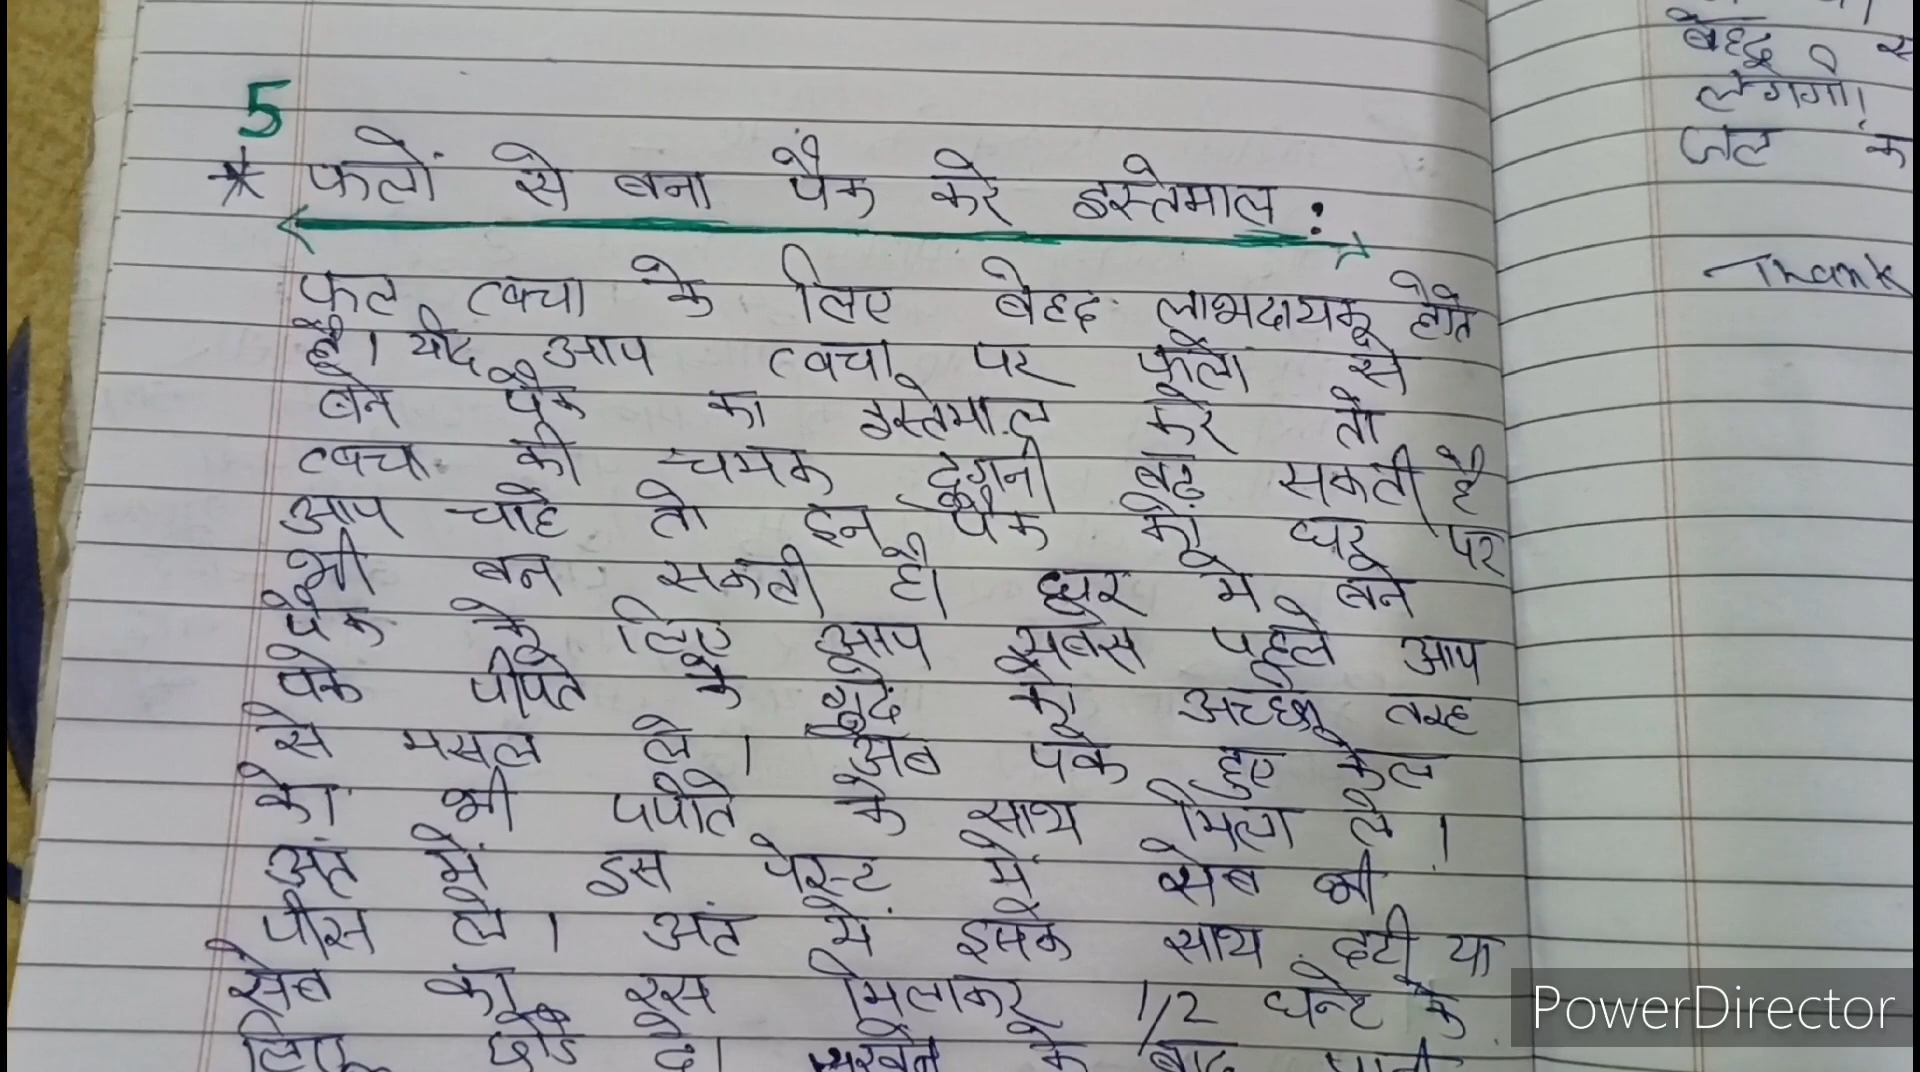 5
* फलों से बना पैक करे इस्तेमाल :
फल त्वचा के लिए बेहद लाभदायक होते
है। यदि आप त्वचा पर फलों से
बने पैक का इस्तेमाल करे तो
त्वचा की चमक दुगनी बढ़ सकती है
आप चाहे तो इन पैक को घर पर
भी बन सकती है। घर मे बने
पैक के लिए आप सबसे पहले आप
पके पपीते के गुदे को अच्छी तरह
से मसल ले । अब पके हुए केले
को भी पपीते के साथ मिला ले ।
अंत में इस पेस्ट में सेब भी
पीस ले । अंत में इसके साथ दही या
सेब का रस मिलाकर 1/2 घन्टे के
लिए छोड़ दे। सूखने के बाद पानी
बेहद
लगेगा।
जेल
Thank
PowerDirector